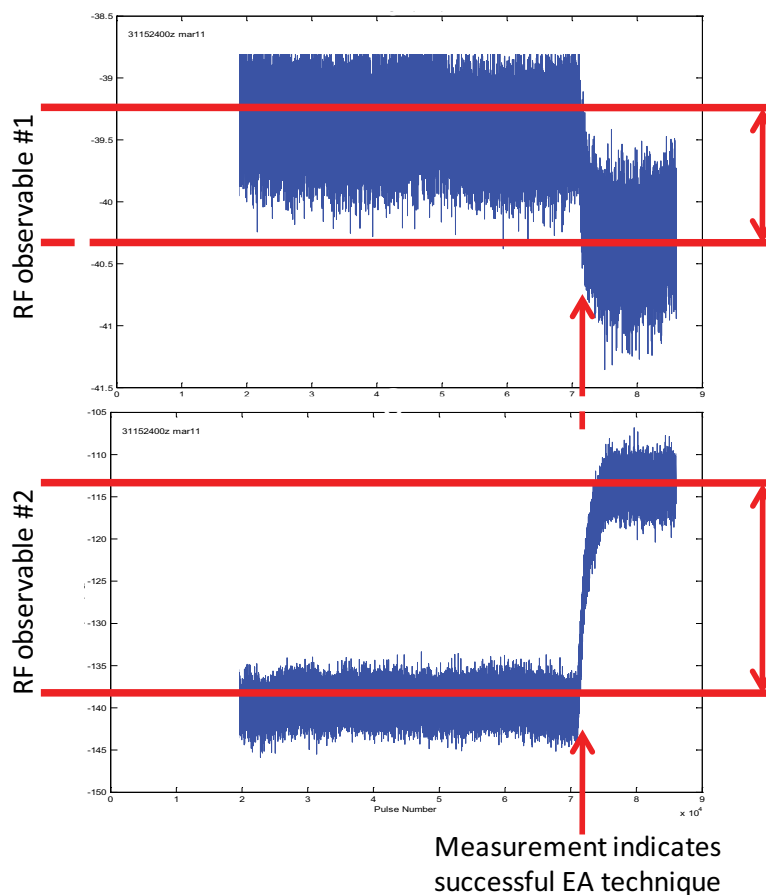 31152400z mar11
-38.5
-39
-39.5
-40
-40.5
-41
-41.5
0 1 2 3 4 5 6 7 8 9
RF observable #1
31152400z mar11
-105
-110
-115
-120
-125
-130
-135
-140
-145
-150
0 1 2 3 4 5 6 7 8 9
RF observable #2
Pulse Number
x 10^4
Measurement indicates
successful EA technique